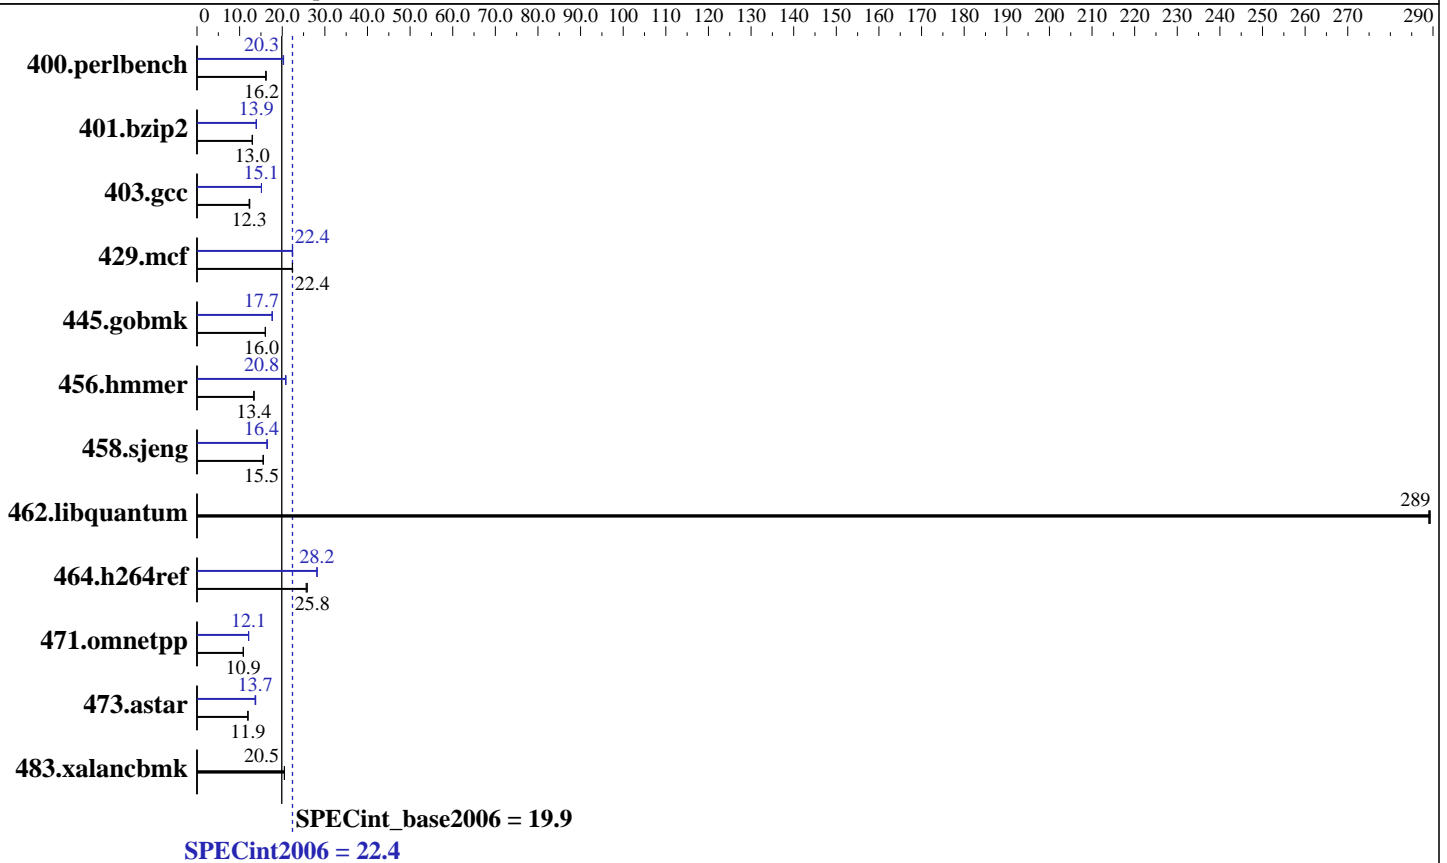 0 10.0 20.0 30.0 40.0 50.0 60.0 70.0 80.0 90.0 100 110 120 130 140 150 160 170 180 190 200 210 220 230 240 250 260 270 290
20.3
400.perlbench
16.2
13.9
401.bzip2
13.0
15.1
403.gcc
12.3
22.4
429.mcf
22.4
17.7
445.gobmk
16.0
20.8
456.hmmer
13.4
16.4
458.sjeng
15.5
289
462.libquantum
28.2
464.h264ref
25.8
12.1
471.omnetpp
10.9
13.7
473.astar
11.9
20.5
483.xalancbmk
SPECint_base2006 = 19.9
SPECint2006 = 22.4